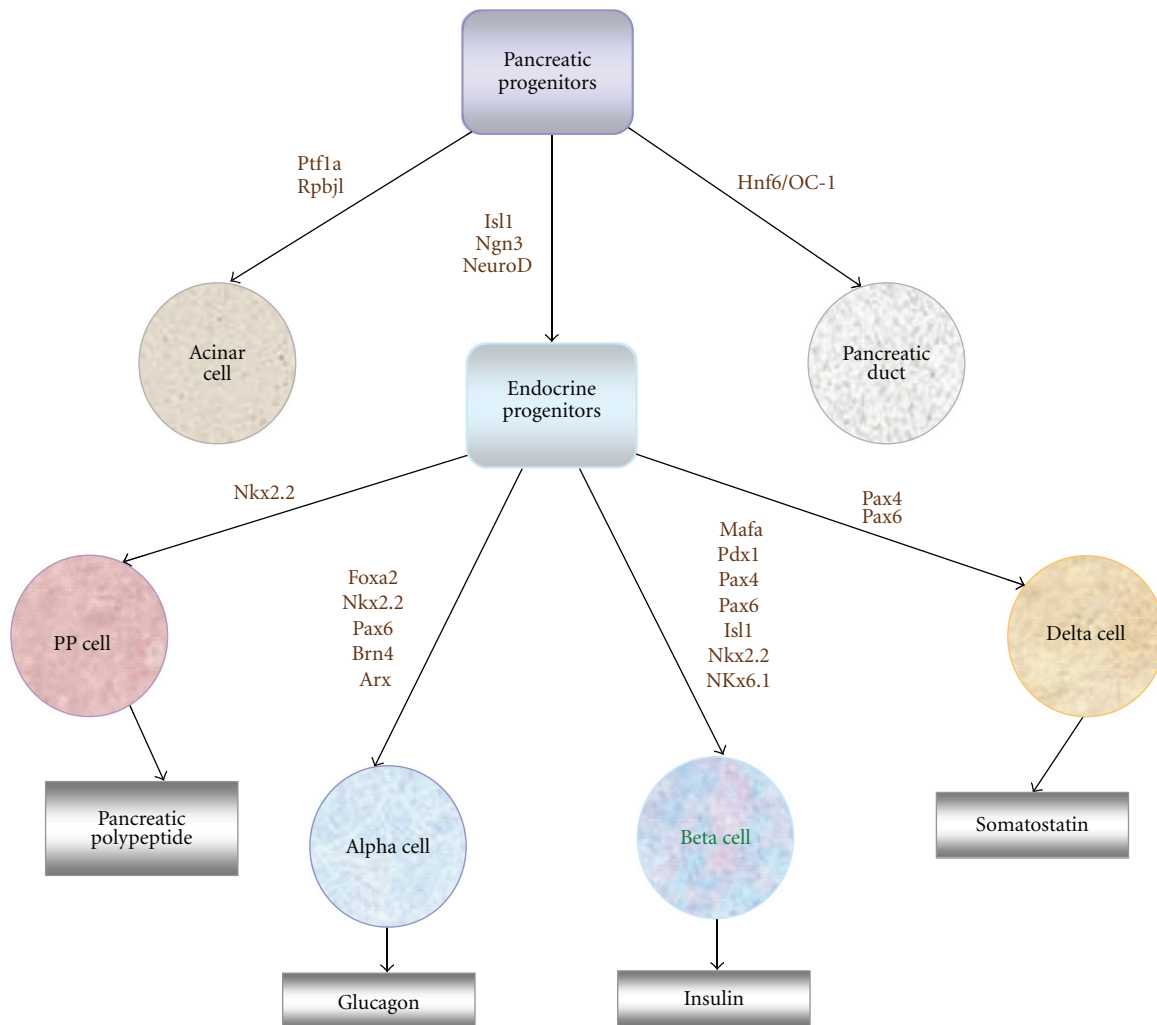 Pancreatic
progenitors
Ptf1a
Rpbjl
Hnf6/OC-1
Isl1
Ngn3
NeuroD
Acinar
cell
Pancreatic
duct
Endocrine
progenitors
Nkx2.2
Pax4
Pax6
Foxa2
Nkx2.2
Pax6
Brn4
Arx
Mafa
Pdx1
Pax4
Pax6
Isl1
Nkx2.2
NKx6.1
PP cell
Delta cell
Pancreatic
polypeptide
Alpha cell
Beta cell
Somatostatin
Glucagon
Insulin